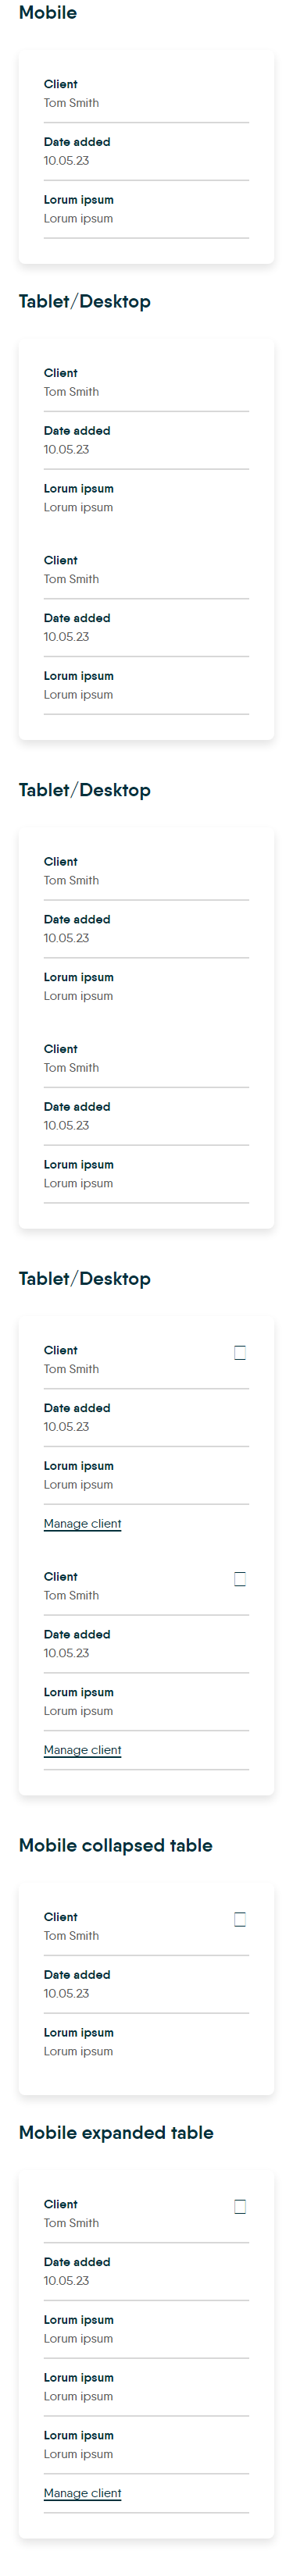 Mobile
Client
Tom Smith
Date added
10.05.23
Lorum ipsum
Lorum ipsum
Tablet/Desktop
Client
Tom Smith
Date added
10.05.23
Lorum ipsum
Lorum ipsum
Client
Tom Smith
Date added
10.05.23
Lorum ipsum
Lorum ipsum
Tablet/Desktop
Client
Tom Smith
Date added
10.05.23
Lorum ipsum
Lorum ipsum
Client
Tom Smith
Date added
10.05.23
Lorum ipsum
Lorum ipsum
Tablet/Desktop
Client
Tom Smith
Date added
10.05.23
Lorum ipsum
Lorum ipsum
Manage client
Client
Tom Smith
Date added
10.05.23
Lorum ipsum
Lorum ipsum
Manage client
Mobile collapsed table
Client
Tom Smith
Date added
10.05.23
Lorum ipsum
Lorum ipsum
Mobile expanded table
Client
Tom Smith
Date added
10.05.23
Lorum ipsum
Lorum ipsum
Lorum ipsum
Lorum ipsum
Lorum ipsum
Lorum ipsum
Manage client